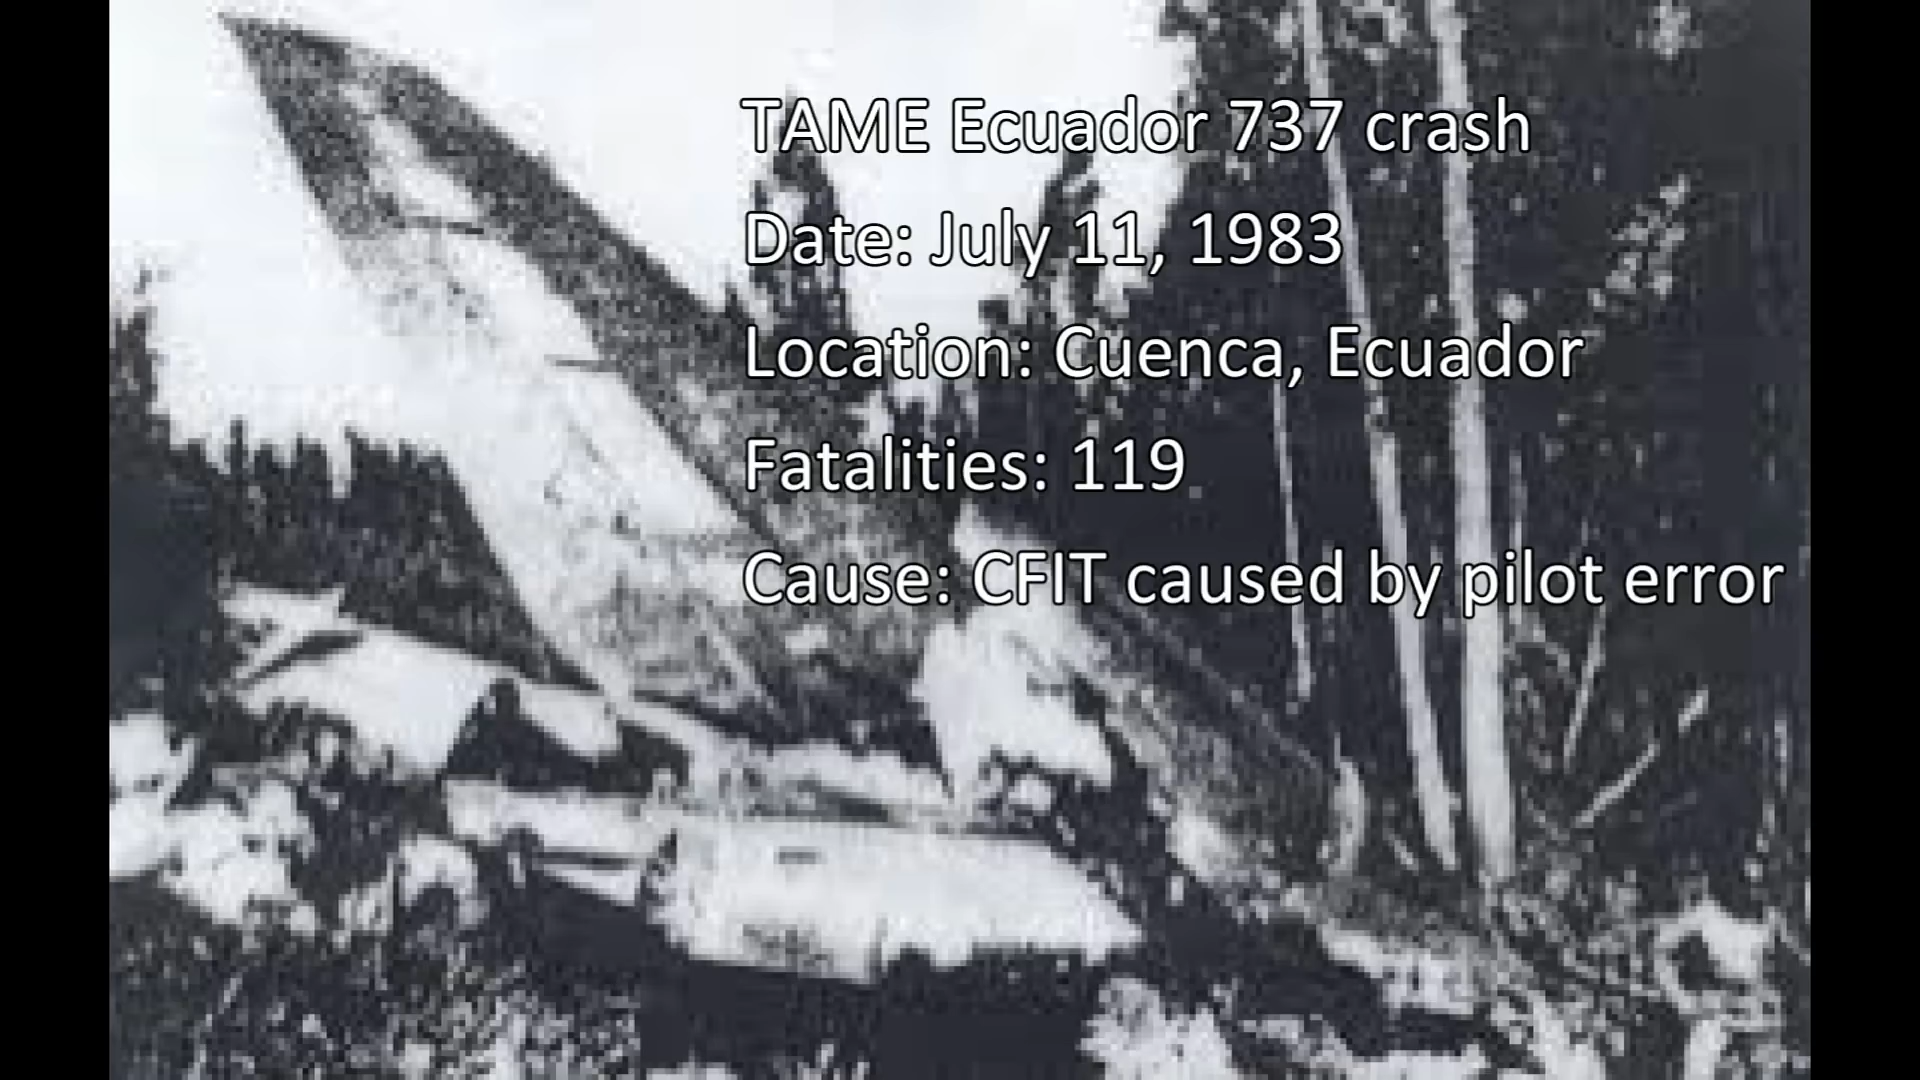 TAME Ecuador 737 crash
Date: July 11, 1983
Location: Cuenca, Ecuador
Fatalities: 119
Cause: CFIT caused by pilot error